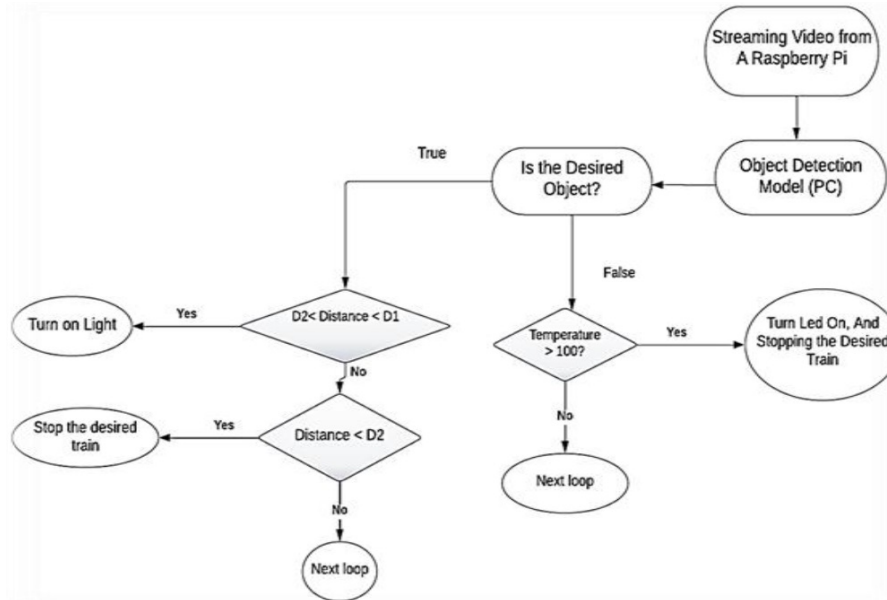 Streaming Video from
A Raspberry Pi
Object Detection
Model (PC)
Is the Desired
Object?
True
False
D2< Distance < D1
Yes
Turn on Light
No
Distance < D2
Yes
Stop the desired
train
No
Next loop
Temperature
> 100?
Yes
Turn Led On, And
Stopping the Desired
Train
No
Next loop